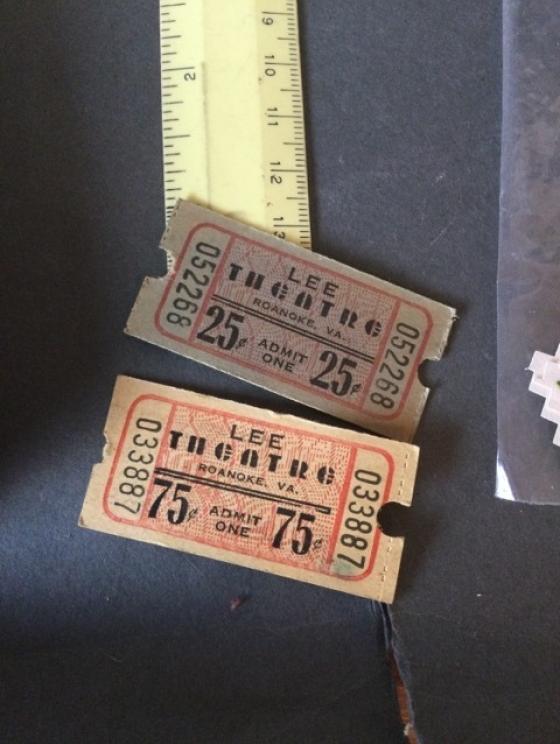 2
9
10
11
12
13
052268
LEE
THEATRE
ROANOKE, VA.
25¢ ADMIT ONE 25¢
052268
033887
LEE
THEATRE
ROANOKE, VA.
75¢ ADMIT ONE 75¢
033887